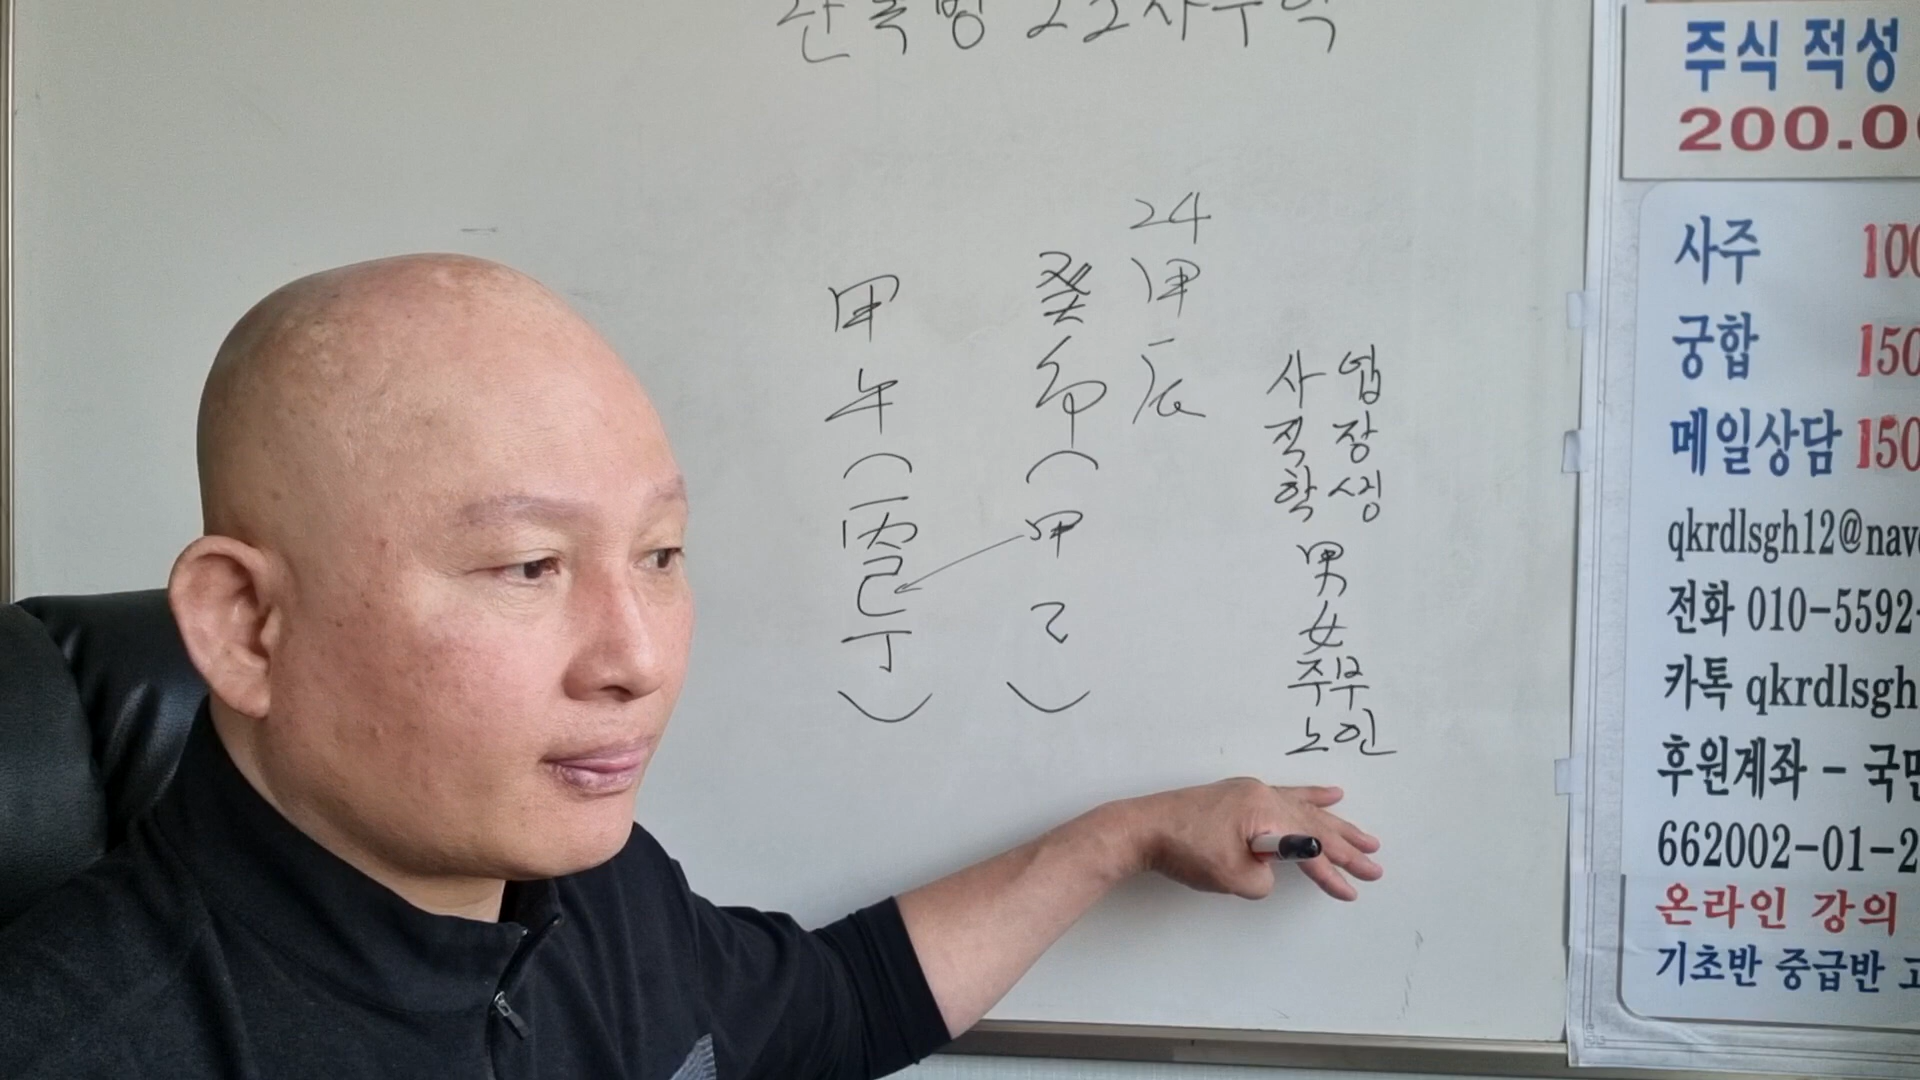 24
甲
辰
癸
卯
(
甲
乙
)
甲
午
(
丙
己
丁
)
사업
직장
학생
男
女
주부
노인
주식 적성
200.0
사주 100
궁합 150
메일상담 150
qkrdlsgh12@nav
전화 010-5592-
카톡 qkrdlsgh
후원계좌 - 국민
662002-01-2
온라인 강의
기초반 중급반 고